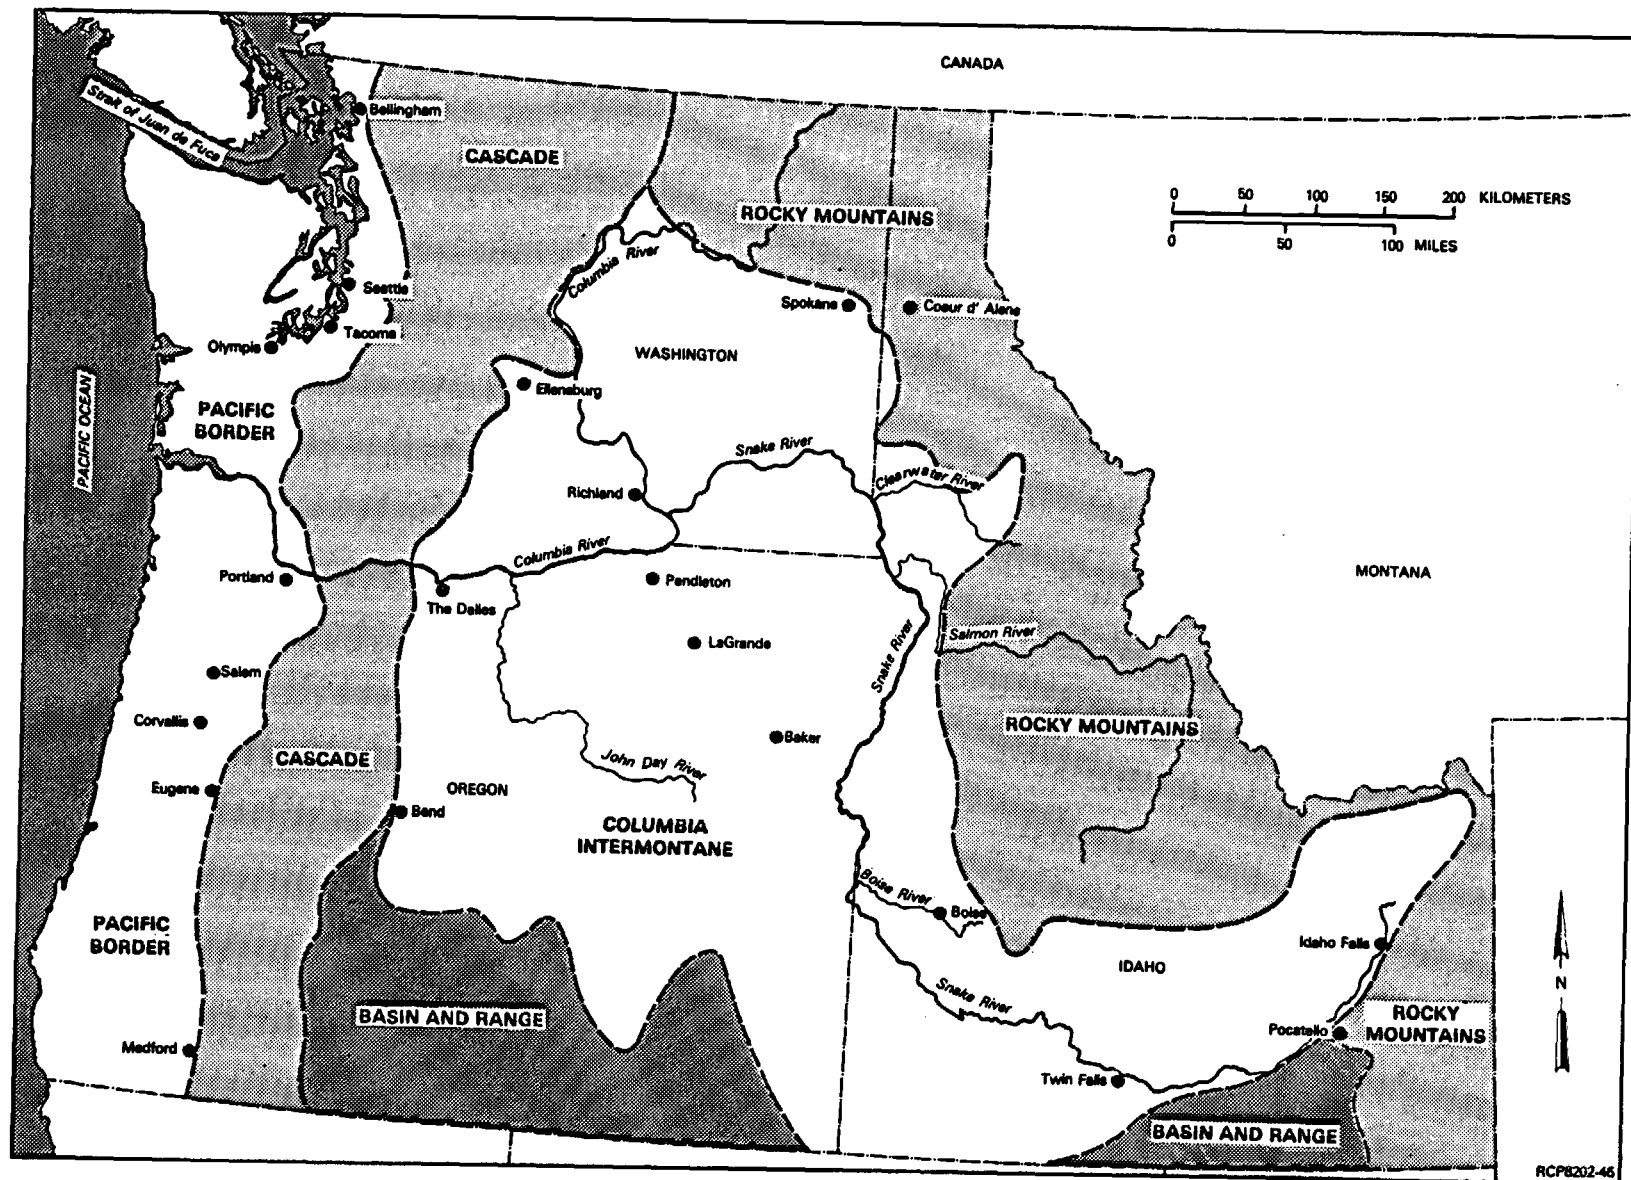 CANADA
Strait of Juan de Fuca
Bellingham
CASCADE
ROCKY MOUNTAINS
0 50 100 150 200 KILOMETERS
0 50 100 MILES
Columbia River
Seattle
Spokane
Coeur d' Alene
Tacoma
Olympia
WASHINGTON
Ellensburg
PACIFIC OCEAN
PACIFIC
BORDER
Snake River
Clearwater River
Richland
Columbia River
Portland
Pendleton
MONTANA
The Dalles
Salmon River
LaGrande
Snake River
Salem
Corvallis
ROCKY MOUNTAINS
Baker
CASCADE
John Day River
Eugene
OREGON
Bend
COLUMBIA
INTERMONTANE
Boise River
Boise
PACIFIC
BORDER
Idaho Falls
IDAHO
N
Snake River
BASIN AND RANGE
ROCKY
MOUNTAINS
Pocatello
Medford
Twin Falls
BASIN AND RANGE
RCP8202-46